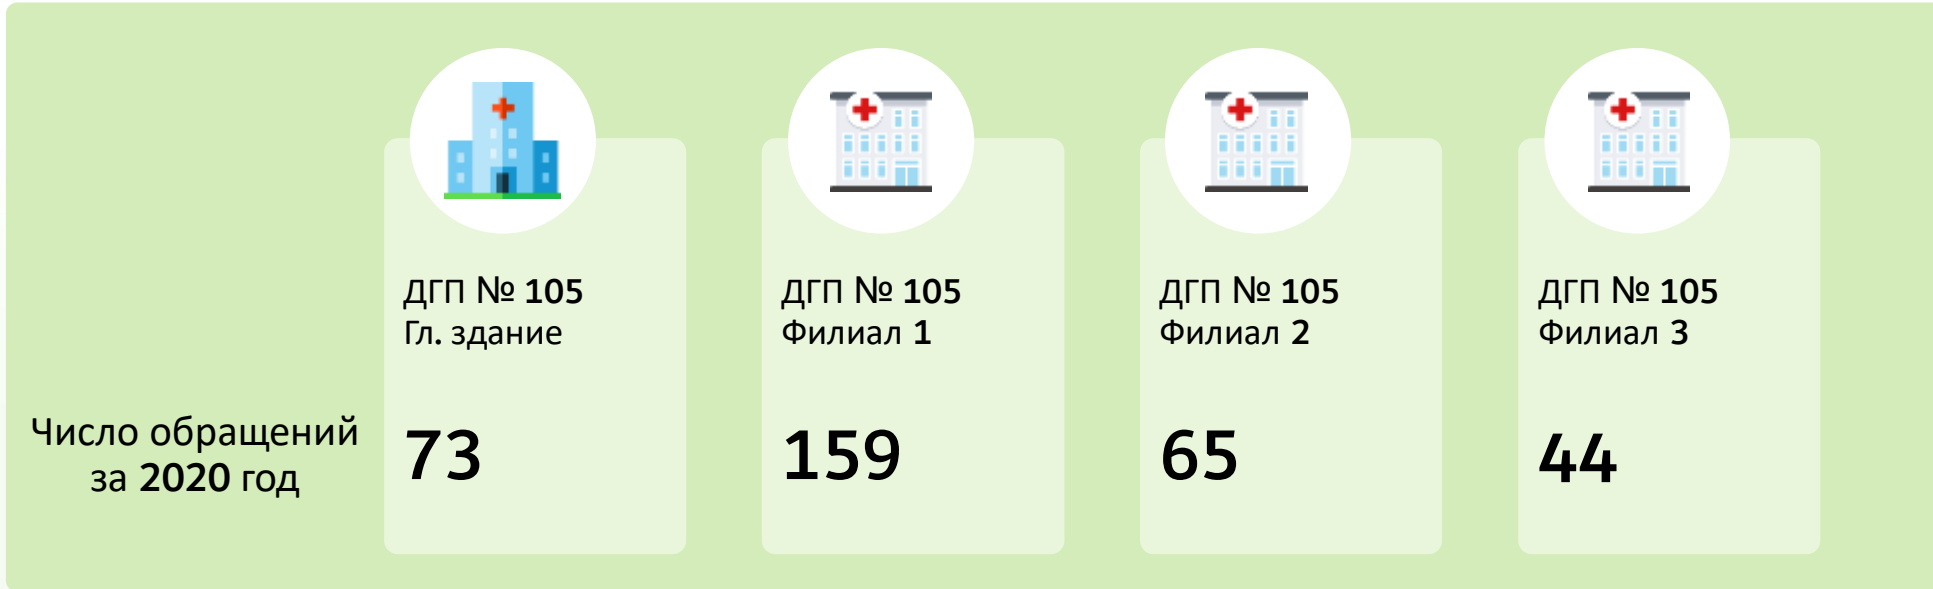 ДГП № 105
Гл. здание
ДГП № 105
Филиал 1
ДГП № 105
Филиал 2
ДГП № 105
Филиал 3
Число обращений
за 2020 год
73
159
65
44